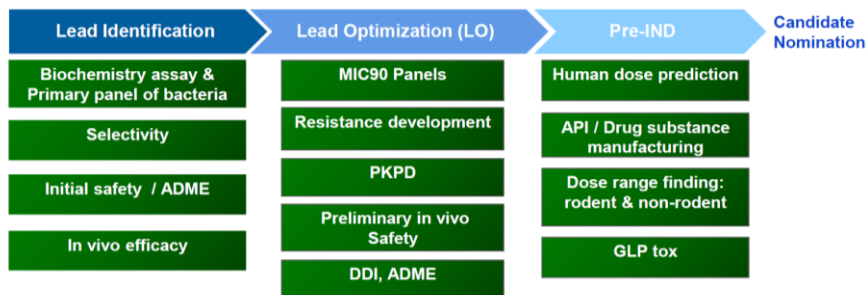 Lead Identification
Lead Optimization (LO)
Pre-IND
Candidate
Nomination
Biochemistry assay &
Primary panel of bacteria
Selectivity
Initial safety / ADME
In vivo efficacy
MIC90 Panels
Resistance development
PKPD
Preliminary in vivo
Safety
DDI, ADME
Human dose prediction
API / Drug substance
manufacturing
Dose range finding:
rodent & non-rodent
GLP tox